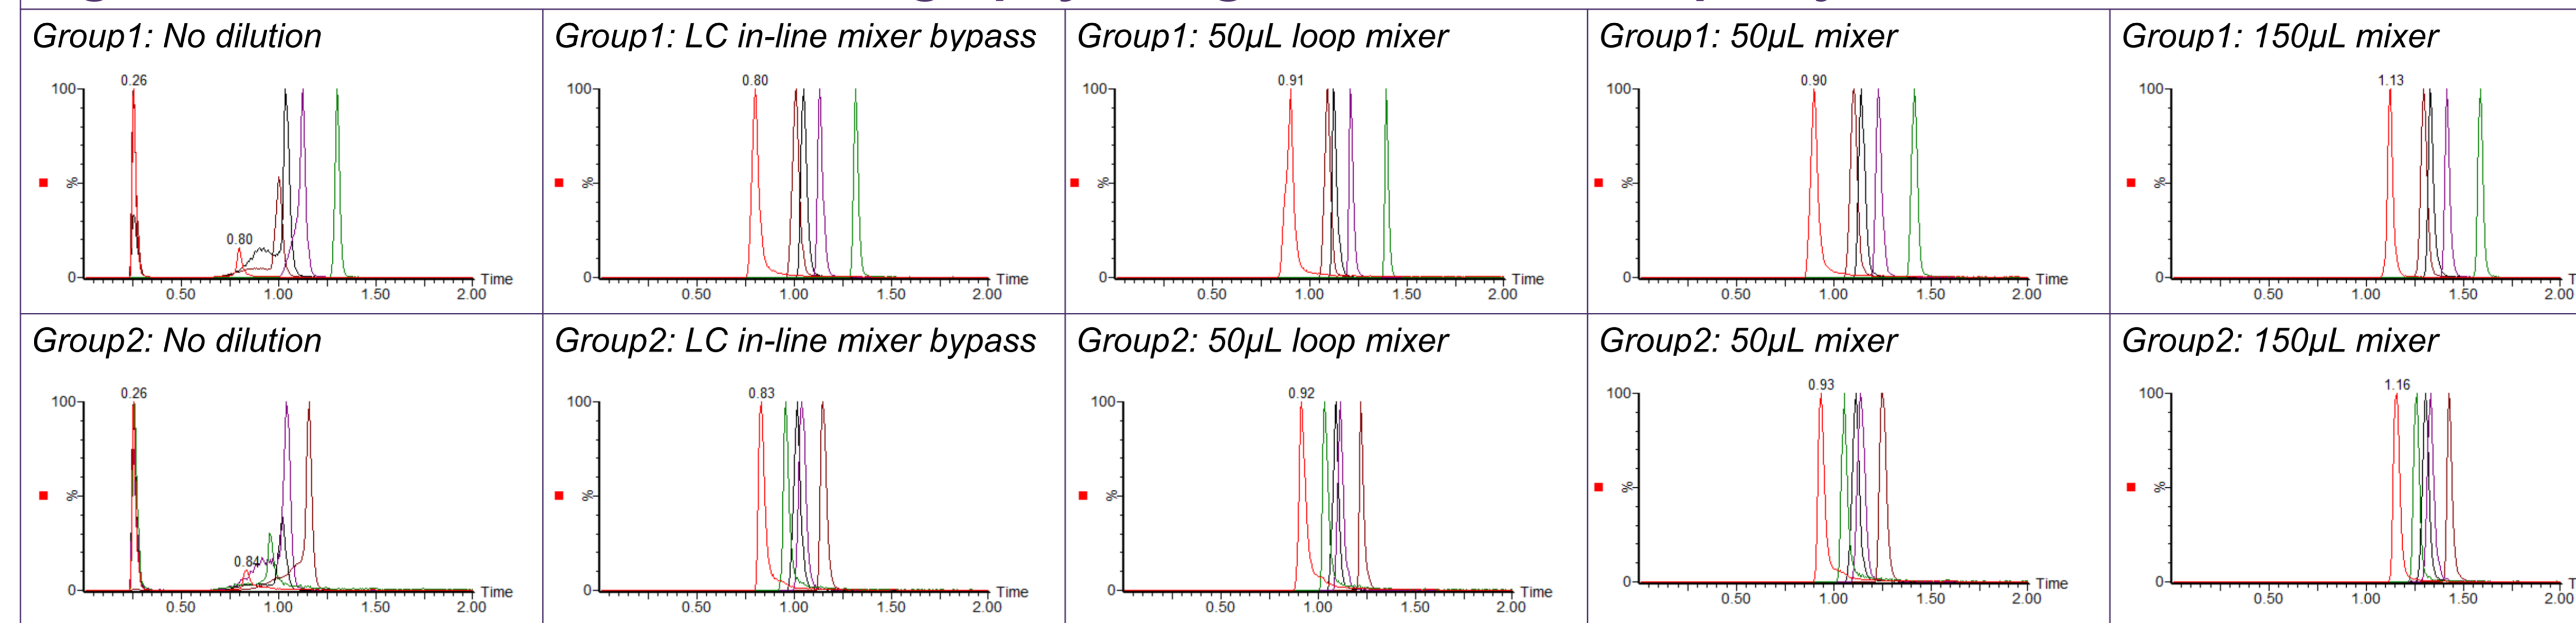 Group1: No dilution
0.26
100
0.80
%
0
0.50 1.00 1.50 2.00
Time
Group1: LC in-line mixer bypass
0.80
100
%
0
0.50 1.00 1.50 2.00
Time
Group1: 50µL loop mixer
0.91
100
%
0
0.50 1.00 1.50 2.00
Time
Group1: 50µL mixer
0.90
100
%
0
0.50 1.00 1.50 2.00
Time
Group1: 150µL mixer
1.13
100
%
0
0.50 1.00 1.50 2.00
Group2: No dilution
0.26
100
0.84
%
0
0.50 1.00 1.50 2.00
Time
Group2: LC in-line mixer bypass
0.83
100
%
0
0.50 1.00 1.50 2.00
Time
Group2: 50µL loop mixer
0.92
100
%
0
0.50 1.00 1.50 2.00
Time
Group2: 50µL mixer
0.93
100
%
0
0.50 1.00 1.50 2.00
Time
Group2: 150µL mixer
1.16
100
%
0
0.50 1.00 1.50 2.00